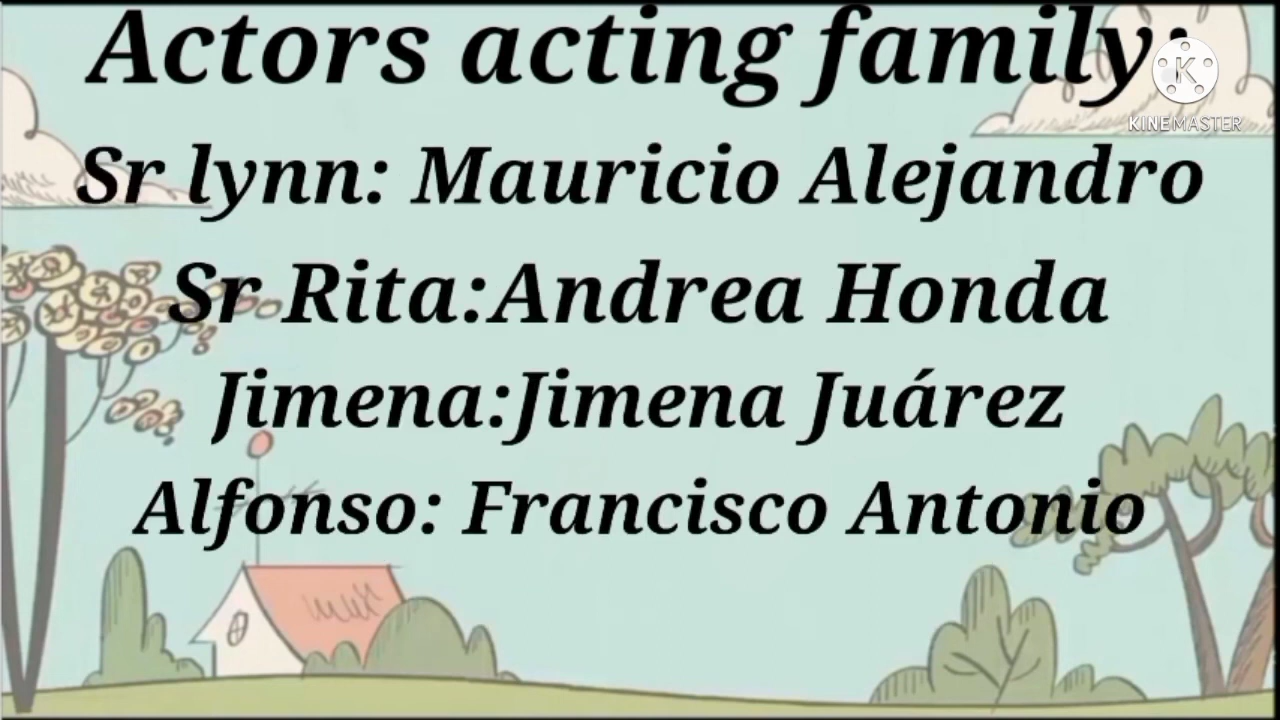 Actors acting family:
K
KINEMASTER
Sr lynn: Mauricio Alejandro
Sr Rita:Andrea Honda
Jimena:Jimena Juárez
Alfonso: Francisco Antonio